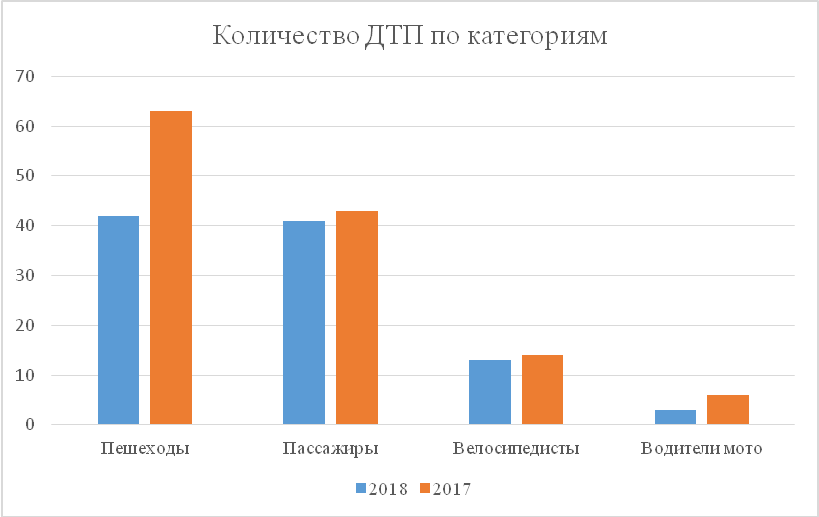 Количество ДТП по категориям
70
60
50
40
30
20
10
0
Пешеходы
Пассажиры
Велосипедисты
Водители мото
2018
2017